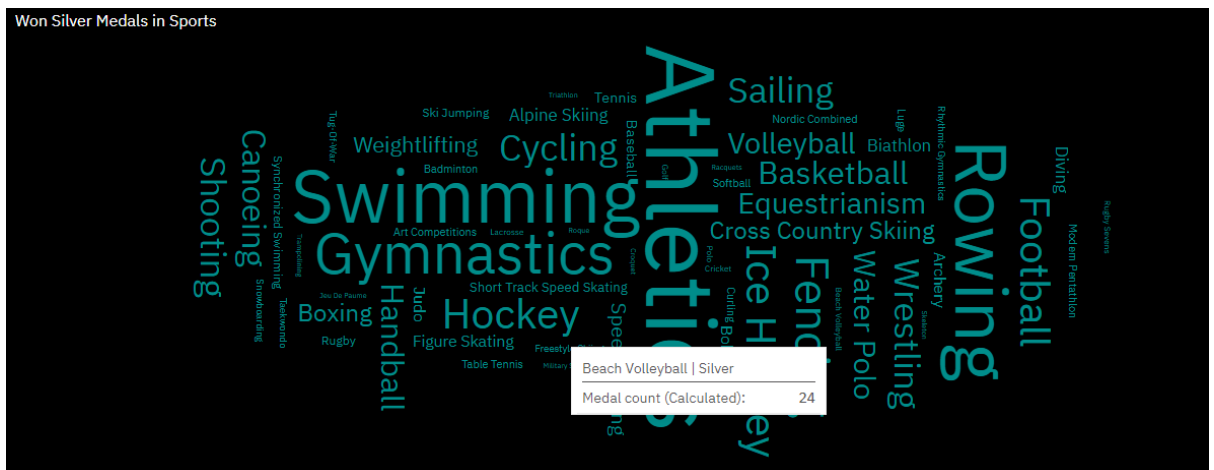 Won Silver Medals in Sports
Athletics
Sailing
Triathlon
Tennis
Ski Jumping
Alpine Skiing
Nordic Combined
Luge
Rhythmic Gymnastics
Tug-Of-War
Baseball
Weightlifting
Cycling
Volleyball
Biathlon
Rowing
Diving
Canoeing
Shooting
Synchronized Swimming
Badminton
Golf
Racquets
Softball
Basketball
Swimming
Equestrianism
Football
Rugby Sevens
Modern Pentathlon
Art Competitions
Lacrosse
Roque
Cross Country Skiing
Trampolining
Gymnastics
Croquet
Polo
Cricket
Ice Hockey
Fencing
Water Polo
Wrestling
Archery
Snowboarding
Taekwondo
Jeu De Paume
Handball
Judo
Short Track Speed Skating
Curling
Beach Volleyball
Skeleton
Boxing
Hockey
Rugby
Figure Skating
Table Tennis
Beach Volleyball | Silver
Medal count (Calculated): 24